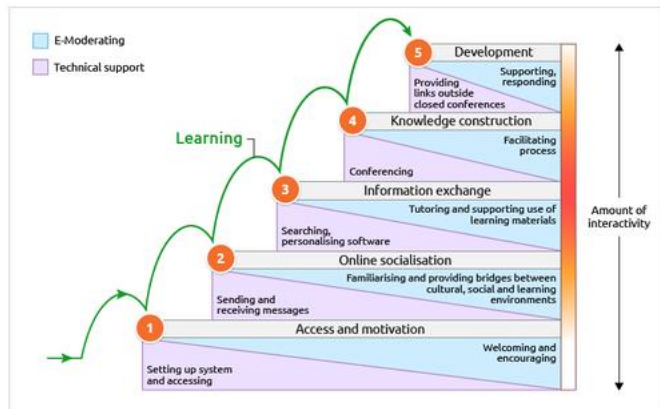 E-Moderating
Technical support
Learning
5
Development
Supporting,
responding
Providing
links outside
closed conferences
4
Knowledge construction
Facilitating
process
Conferencing
3
Information exchange
Tutoring and supporting use of
learning materials
Searching,
personalising software
2
Online socialisation
Familiarising and providing bridges between
cultural, social and learning
environments
Sending and
receiving messages
1
Access and motivation
Welcoming and
encouraging
Setting up system
and accessing
Amount of
interactivity